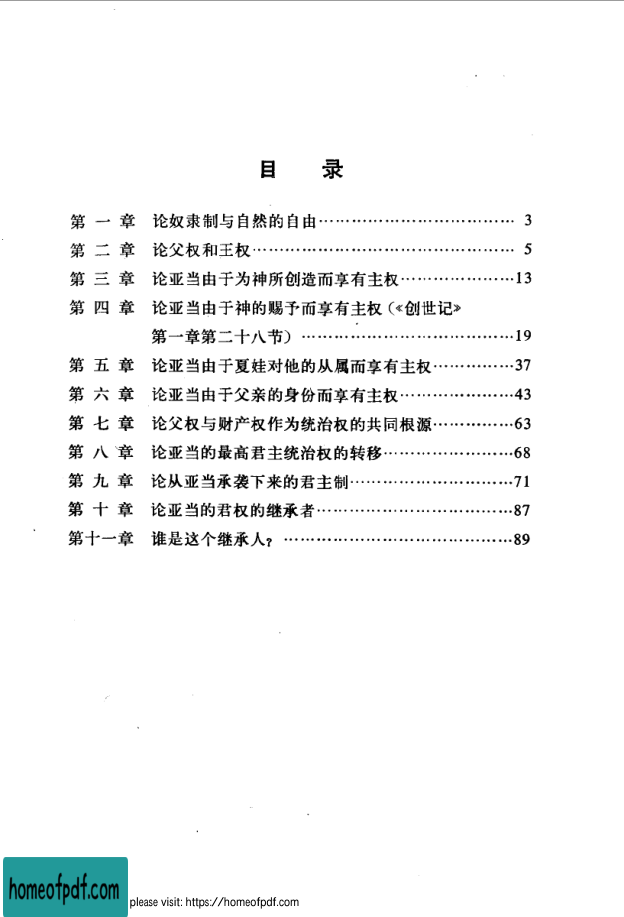 目 录
第一章 论奴隶制与自然的自由…………………………… 3
第二章 论父权和王权…………………………………… 5
第三章 论亚当由于为神所创造而享有主权………………13
第四章 论亚当由于神的赐予而享有主权（《创世记》
第一章第二十八节）………………………………19
第五章 论亚当由于夏娃对他的从属而享有主权…………37
第六章 论亚当由于父亲的身份而享有主权………………43
第七章 论父权与财产权作为统治权的共同根源…………63
第八章 论亚当的最高君主统治权的转移…………………68
第九章 论从亚当承袭下来的君主制………………………71
第十章 论亚当的君权的继承者……………………………87
第十一章 谁是这个继承人？…………………………………89
homeofpdf.com please visit: https://homeofpdf.com